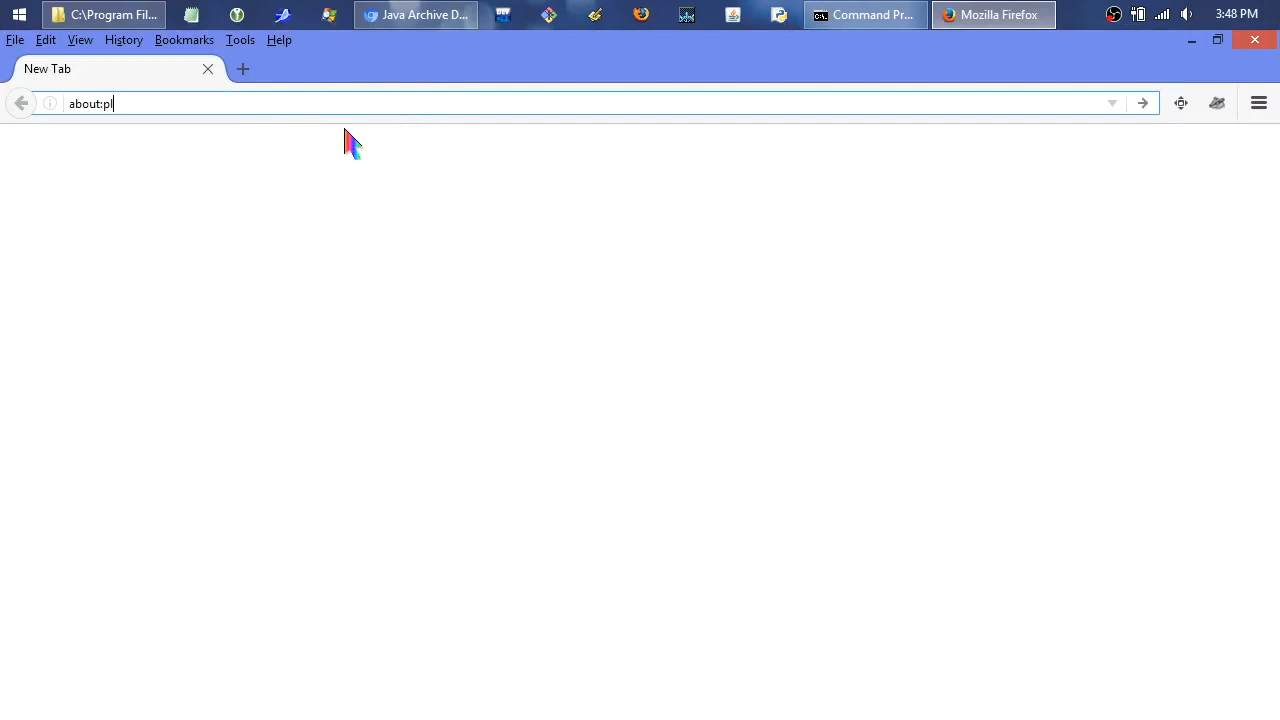 C:\Program Fil... Java Archive D... Command Pr... Mozilla Firefox 3:48 PM
File Edit View History Bookmarks Tools Help
New Tab
about:pl